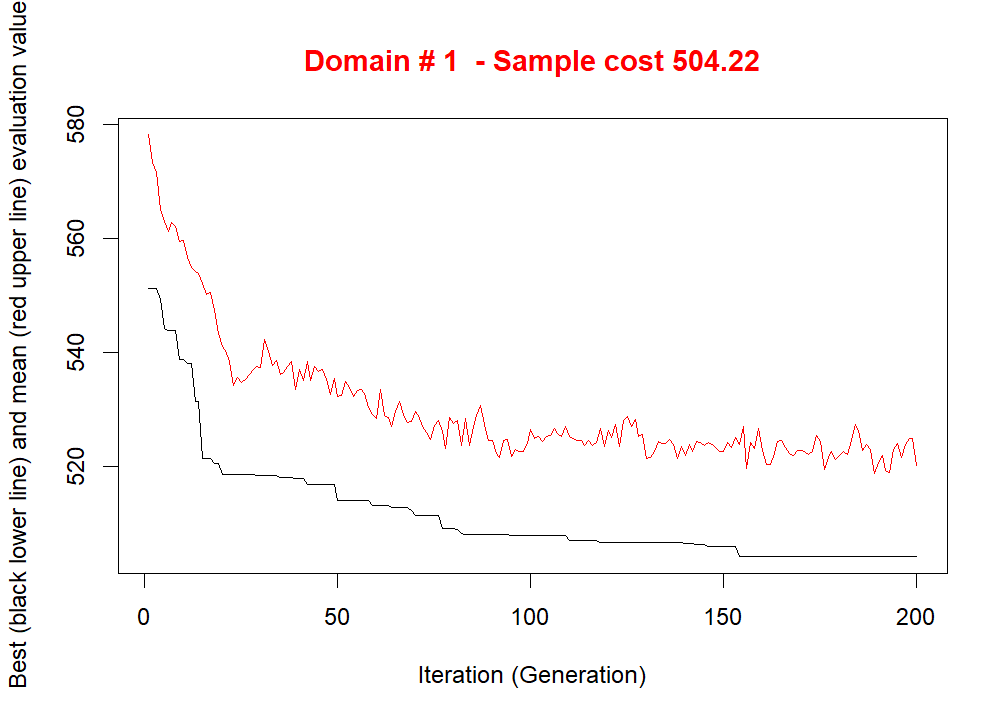 Domain # 1  - Sample cost 504.22
Best (black lower line) and mean (red upper line) evaluation value
580
560
540
520
0 50 100 150 200
Iteration (Generation)